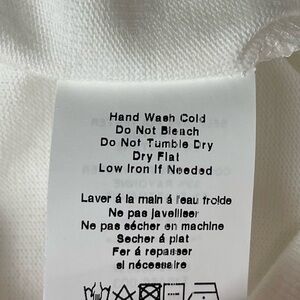 Hand Wash Cold
Do Not Bleach
Do Not Tumble Dry
Dry Flat
Low Iron If Needed
Laver á la main á l'eau froide
Ne pas javelliser
Ne pas sécher en machine
Secher á plat
Fer á repasser
si nécessaire